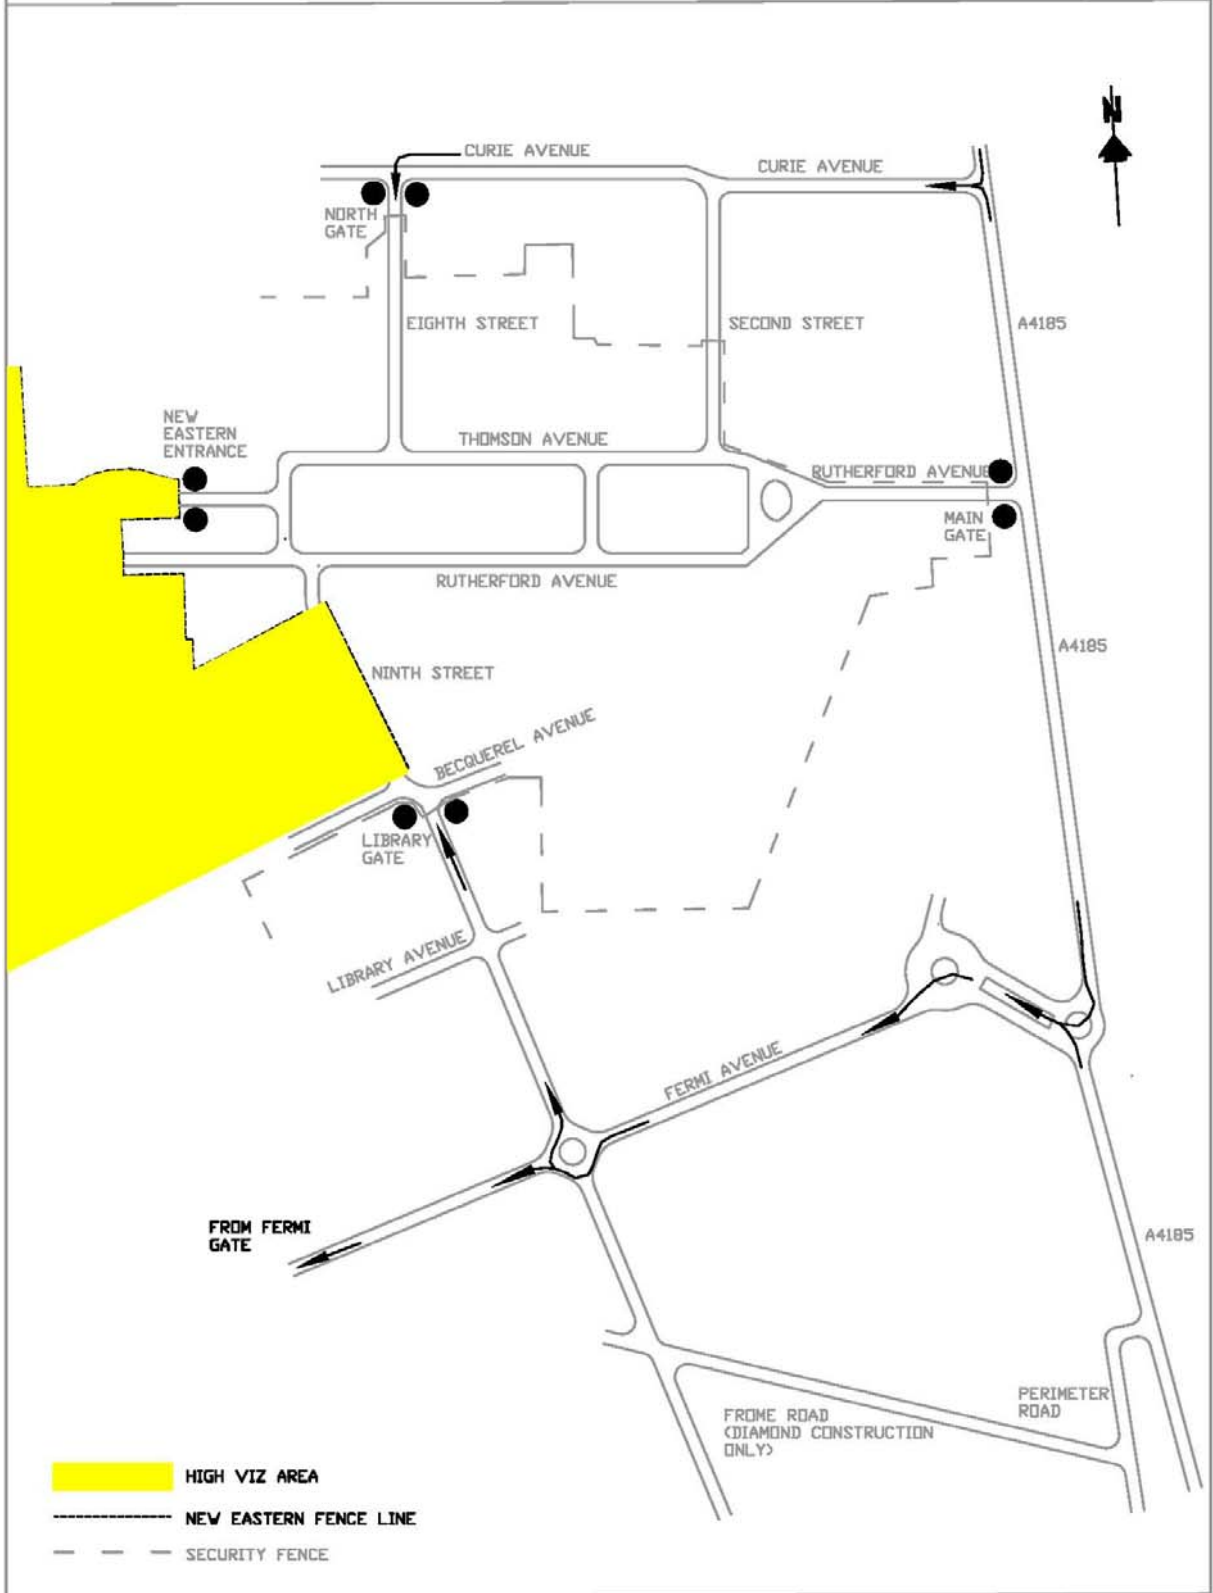 N
CURIE AVENUE
CURIE AVENUE
NORTH
GATE
EIGHTH STREET
SECOND STREET
A4185
NEW
EASTERN
ENTRANCE
THOMSON AVENUE
RUTHERFORD AVENUE
MAIN
GATE
RUTHERFORD AVENUE
A4185
NINTH STREET
BECQUEREL AVENUE
LIBRARY
GATE
LIBRARY AVENUE
FERMI AVENUE
FROM FERMI
GATE
A4185
PERIMETER
ROAD
FROME ROAD
(DIAMOND CONSTRUCTION
ONLY)
HIGH VIZ AREA
NEW EASTERN FENCE LINE
SECURITY FENCE